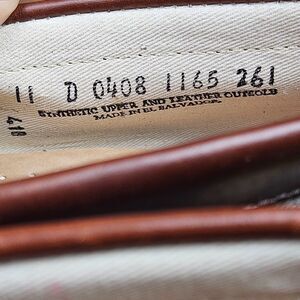 11 D 0408 1165 261
SYNTHETIC UPPER AND LEATHER OUTSOLE
MADE IN EL SALVADOR